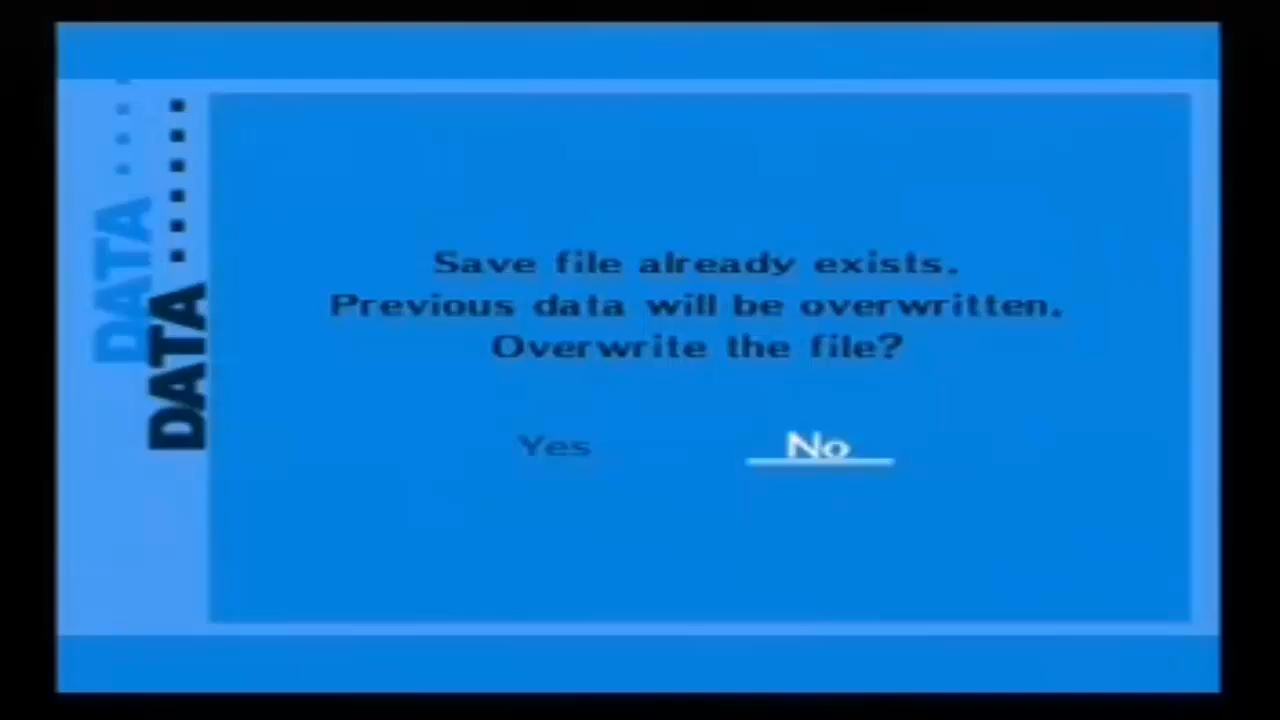 DATA
DATA
Save file already exists.
Previous data will be overwritten.
Overwrite the file?
Yes No